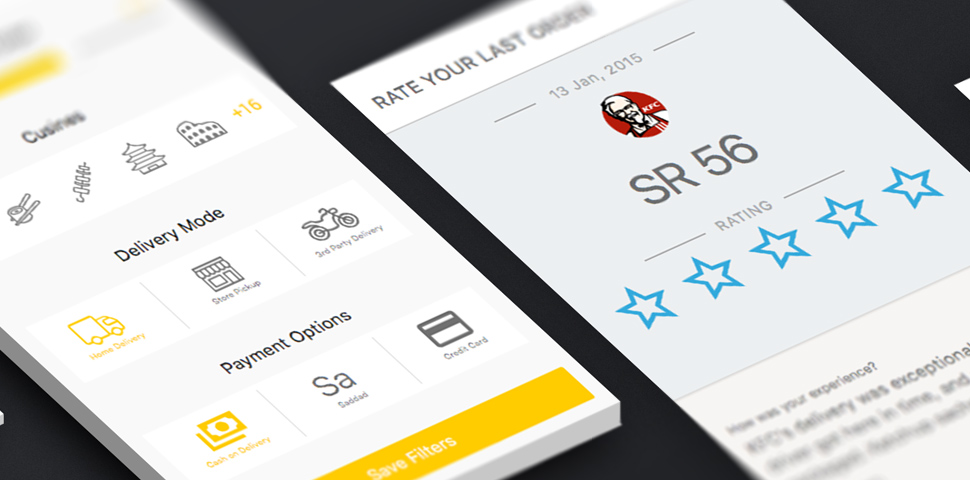 Cusines
+16
Delivery Mode
Home Delivery
Store Pickup
3rd Party Delivery
Payment Options
Cash on Delivery
Sa
Saddad
Credit Card
Save Filters
RATE YOUR LAST ORDER
13 Jan, 2015
KFC
SR 56
RATING
How was your experience?
KFC's delivery was exceptional
driver got here in time, and